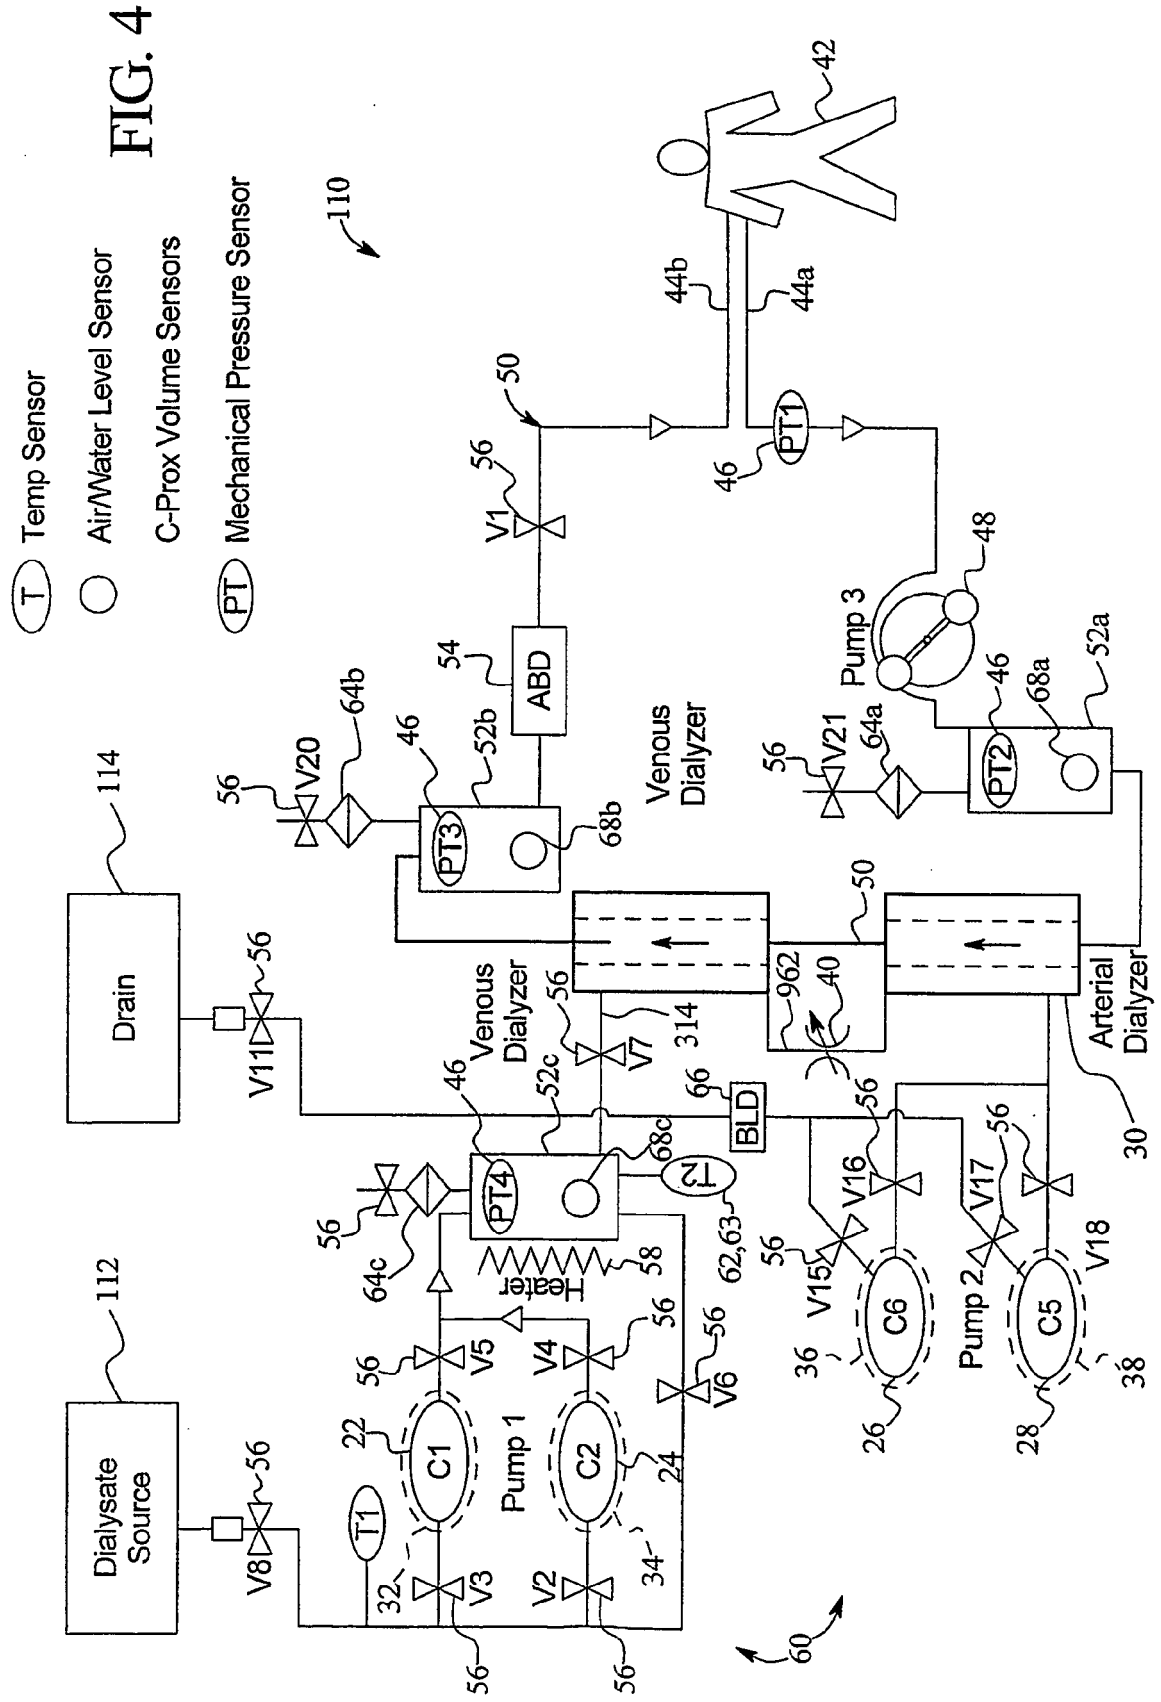 FIG. 4
T Temp Sensor
Air/Water Level Sensor
C-Prox Volume Sensors
PT Mechanical Pressure Sensor
110
112
Dialysate
Source
V8
56
114
Drain
V11
56
T1
32
22
C1
V3
56
V5
56
Pump 1
C2
24
34
V2
56
V4
56
V6
56
60
56
64c
46
PT4
52c
68c
Heater
58
T2
62,63
Venous
Dialyzer
56
V7
314
66
BLD
56
V20
64b
46
PT3
52b
68b
54
ABD
V1
56
50
44b
44a
42
46
PT1
Pump 3
48
Venous
Dialyzer
56
V21
64a
46
PT2
68a
52a
50
962
40
Arterial
Dialyzer
30
56
V15
V16
56
36
C6
26
Pump 2
V17
56
V18
C5
28
38